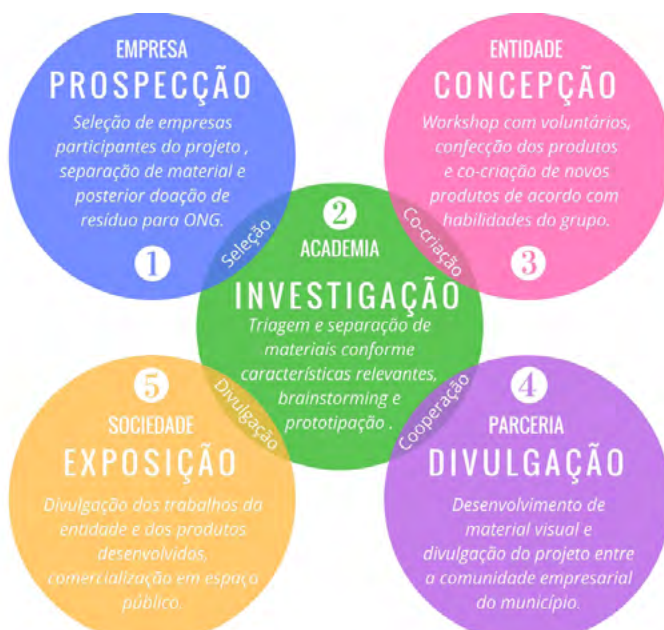 EMPRESA
PROSPECÇÃO
Seleção de empresas
participantes do projeto ,
separação de material e
posterior doação de
resíduo para ONG.
1
Seleção
2
ACADEMIA
INVESTIGAÇÃO
Triagem e separação de
materiais conforme
características relevantes,
brainstorming e
prototipação .
ENTIDADE
CONCEPÇÃO
Workshop com voluntários,
confecção dos produtos
e co-criação de novos
produtos de acordo com
habilidades do grupo.
3
Co-criação
4
PARCERIA
DIVULGAÇÃO
Desenvolvimento de
material visual e
divulgação do projeto entre
a comunidade empresarial
do município.
Cooperação
5
SOCIEDADE
EXPOSIÇÃO
Divulgação dos trabalhos da
entidade e dos produtos
desenvolvidos,
comercialização em espaço
público.
Divulgação